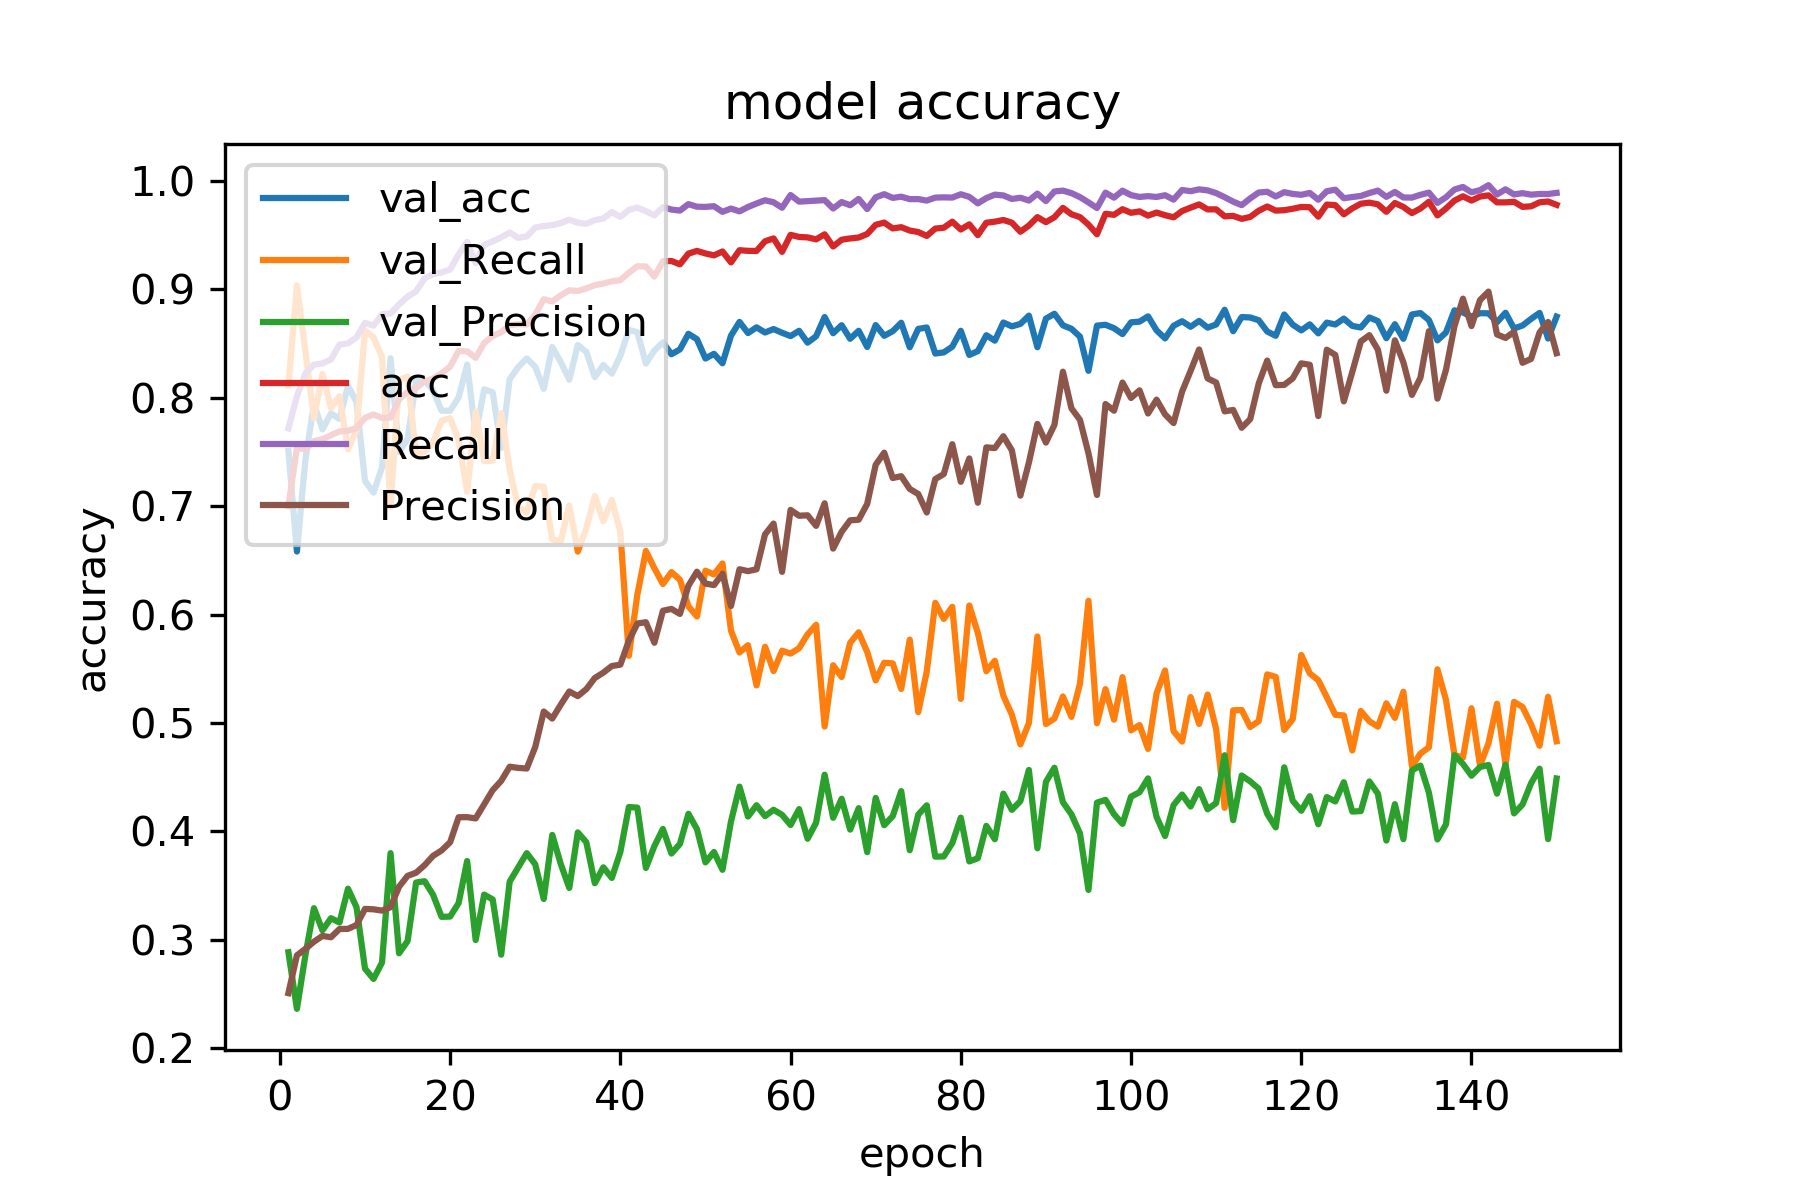 model accuracy
accuracy
1.0
0.9
0.8
0.7
0.6
0.5
0.4
0.3
0.2
val_acc
val_Recall
val_Precision
acc
Recall
Precision
0 20 40 60 80 100 120 140
epoch